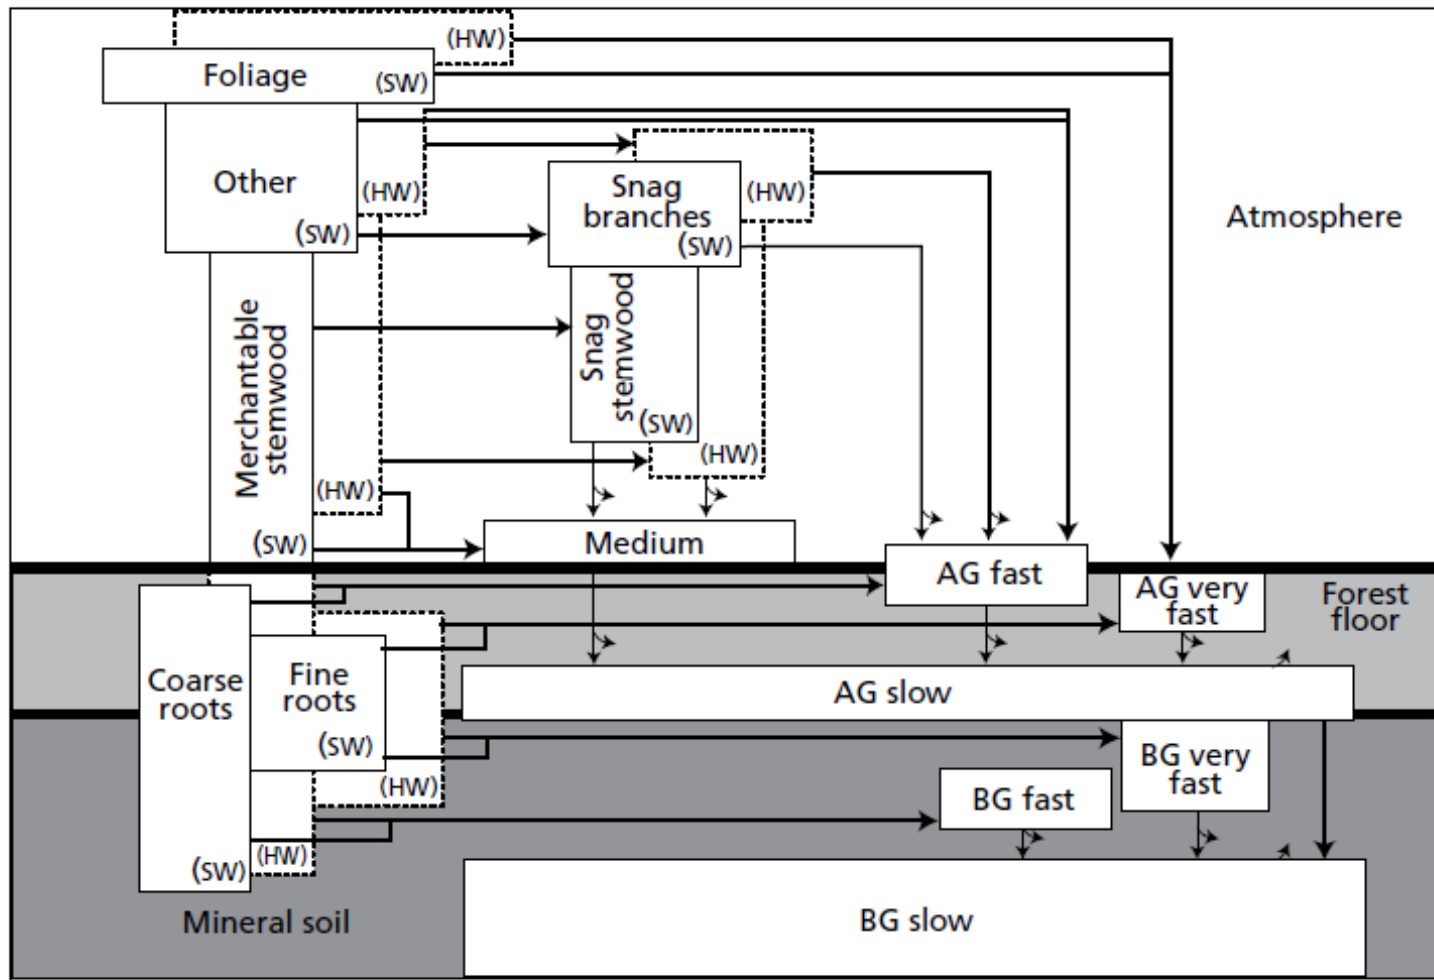 (HW)
Foliage
(SW)
Other
(HW)
(SW)
Snag
branches
(HW)
(SW)
Atmosphere
Merchantable
stemwood
Snag
stemwood
(SW)
(HW)
(HW)
(SW)
Medium
AG fast
AG very
fast
Forest
floor
Coarse
roots
Fine
roots
(SW)
(HW)
AG slow
BG very
fast
BG fast
(HW)
(SW)
Mineral soil
BG slow